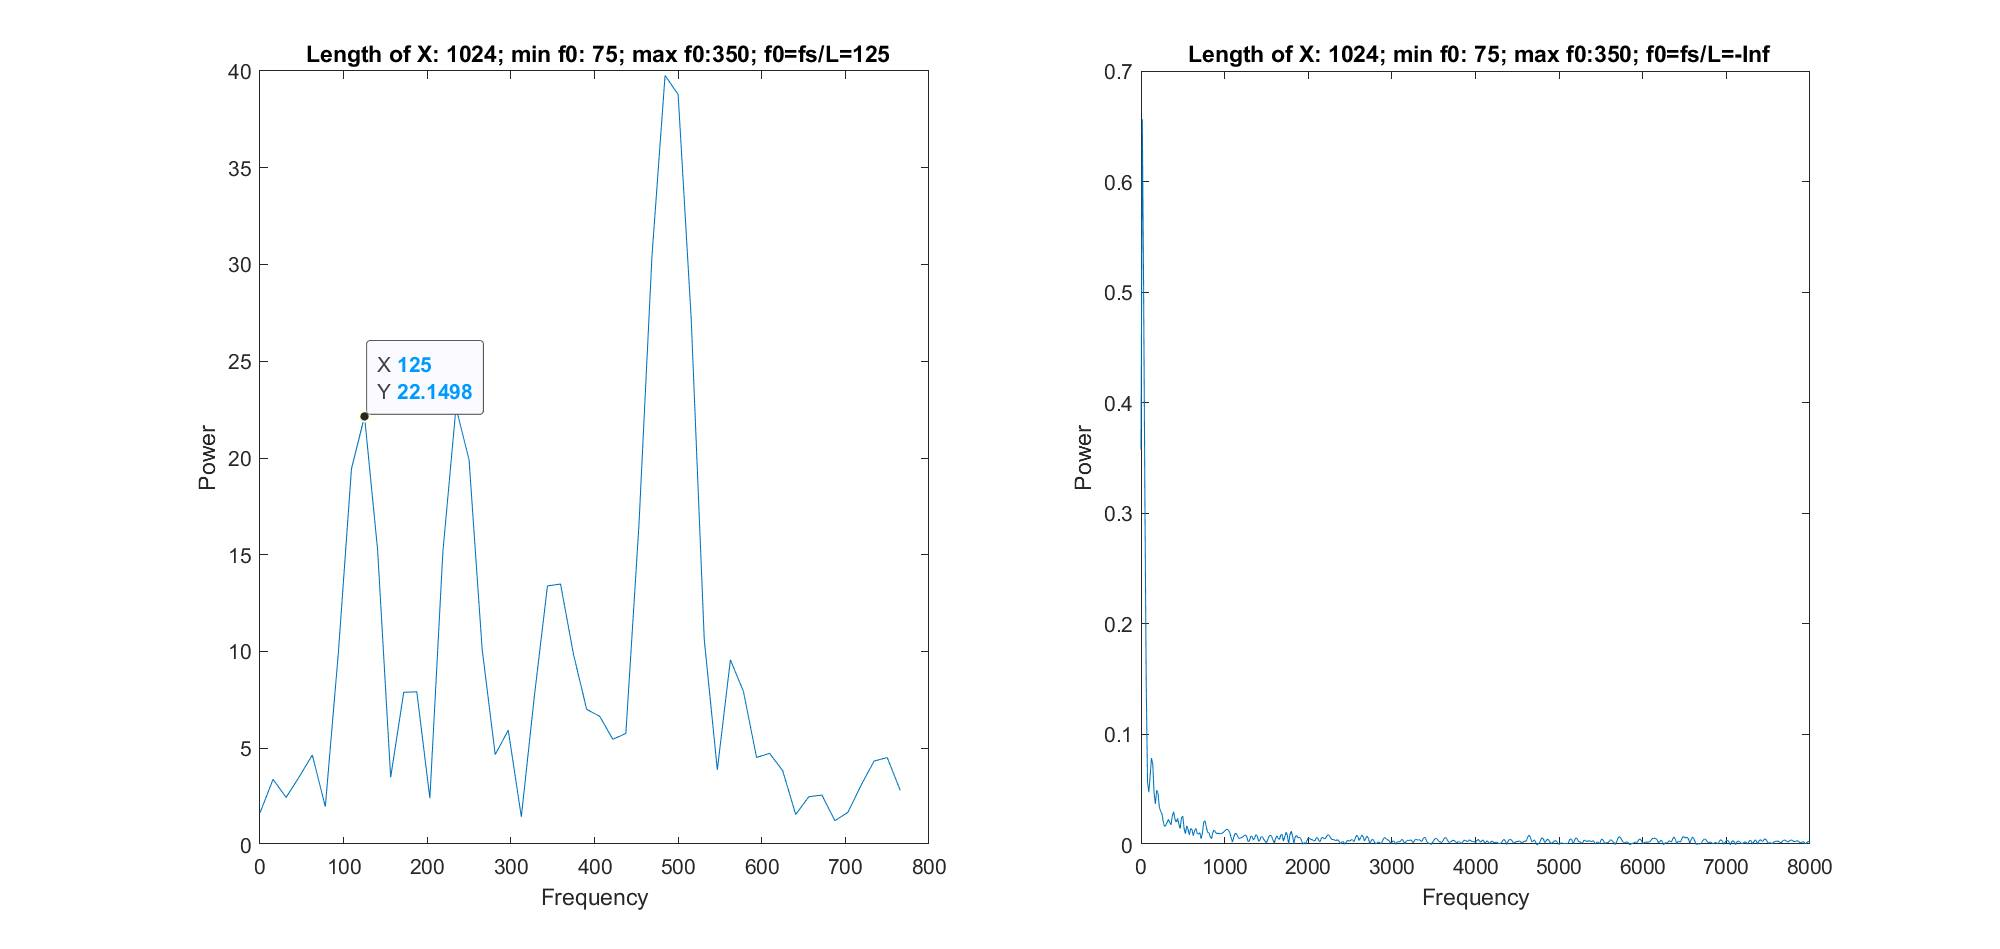 Length of X: 1024; min f0: 75; max f0:350; f0=fs/L=125
40
35
30
25
20
15
10
5
0
Power
X 125
Y 22.1498
0 100 200 300 400 500 600 700 800
Frequency
Length of X: 1024; min f0: 75; max f0:350; f0=fs/L=-Inf
0.7
0.6
0.5
0.4
0.3
0.2
0.1
0
Power
0 1000 2000 3000 4000 5000 6000 7000 8000
Frequency